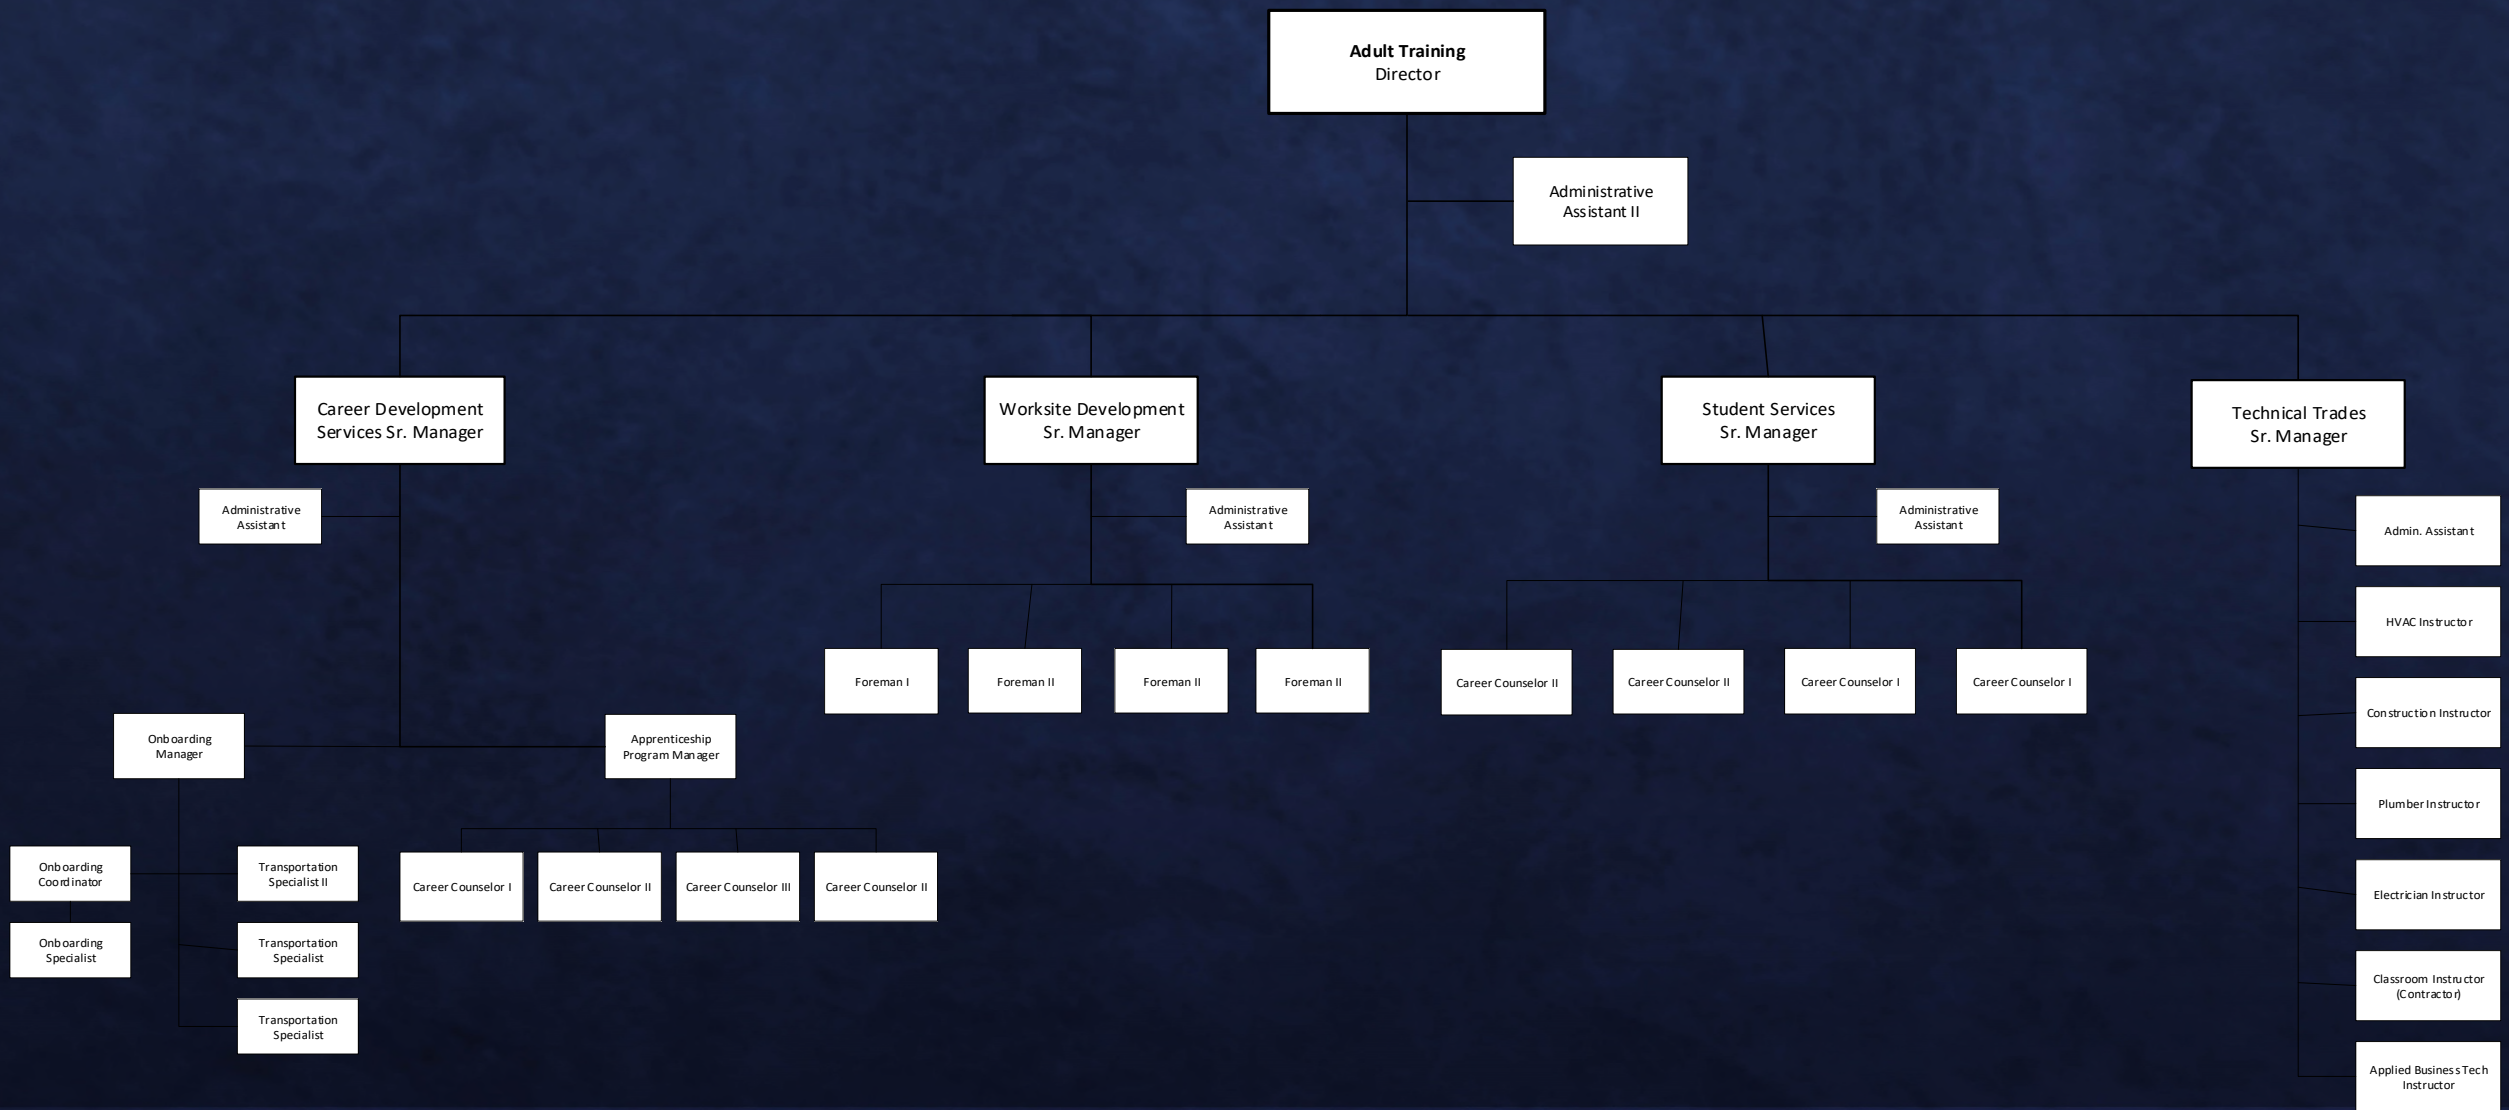 Adult Training
Director
Administrative
Assistant II
Career Development
Services Sr. Manager
Worksite Development
Sr. Manager
Student Services
Sr. Manager
Technical Trades
Sr. Manager
Administrative
Assistant
Administrative
Assistant
Administrative
Assistant
Admin. Assistant
HVAC Instructor
Construction Instructor
Plumber Instructor
Electrician Instructor
Classroom Instructor
(Contractor)
Applied Business Tech
Instructor
Foreman I
Foreman II
Foreman II
Foreman II
Career Counselor II
Career Counselor II
Career Counselor I
Career Counselor I
Onboarding
Manager
Apprenticeship
Program Manager
Onboarding
Coordinator
Transportation
Specialist II
Career Counselor I
Career Counselor II
Career Counselor III
Career Counselor II
Onboarding
Specialist
Transportation
Specialist
Transportation
Specialist